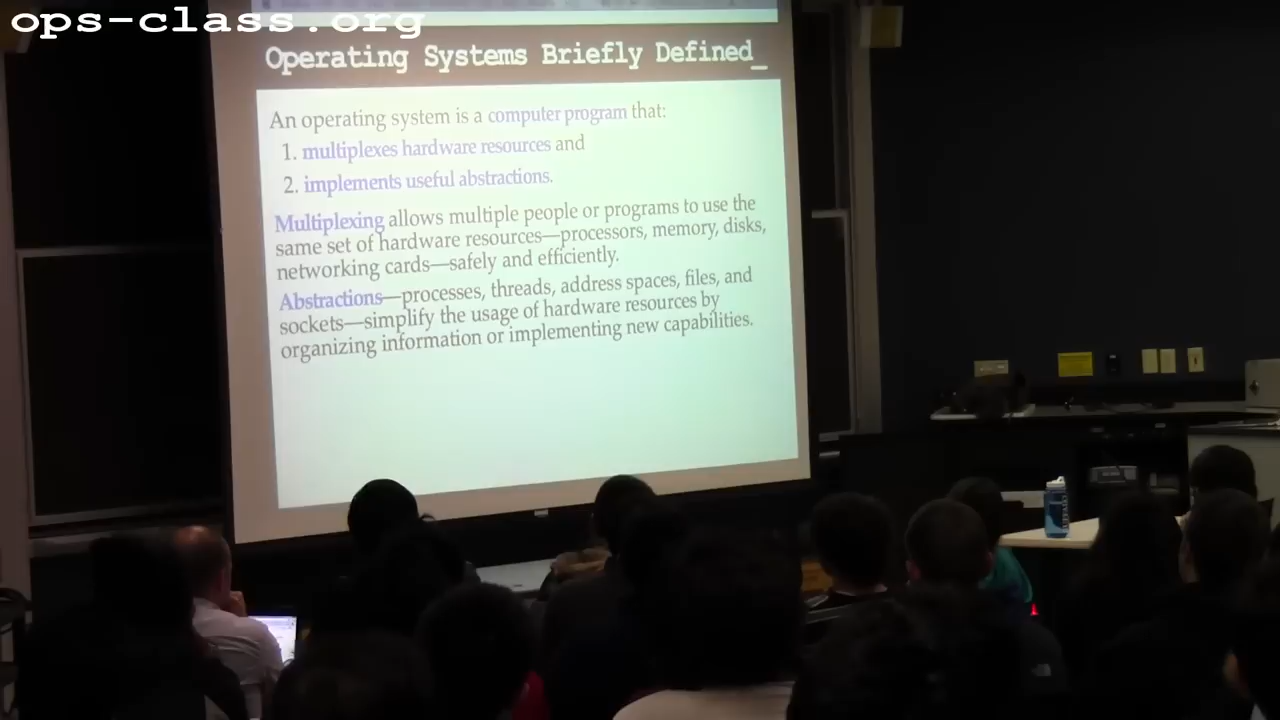 ops-class.org
Operating Systems Briefly Defined_
An operating system is a computer program that:
1. multiplexes hardware resources and
2. implements useful abstractions.
Multiplexing allows multiple people or programs to use the
same set of hardware resources—processors, memory, disks,
networking cards—safely and efficiently.
Abstractions—processes, threads, address spaces, files, and
sockets—simplify the usage of hardware resources by
organizing information or implementing new capabilities.